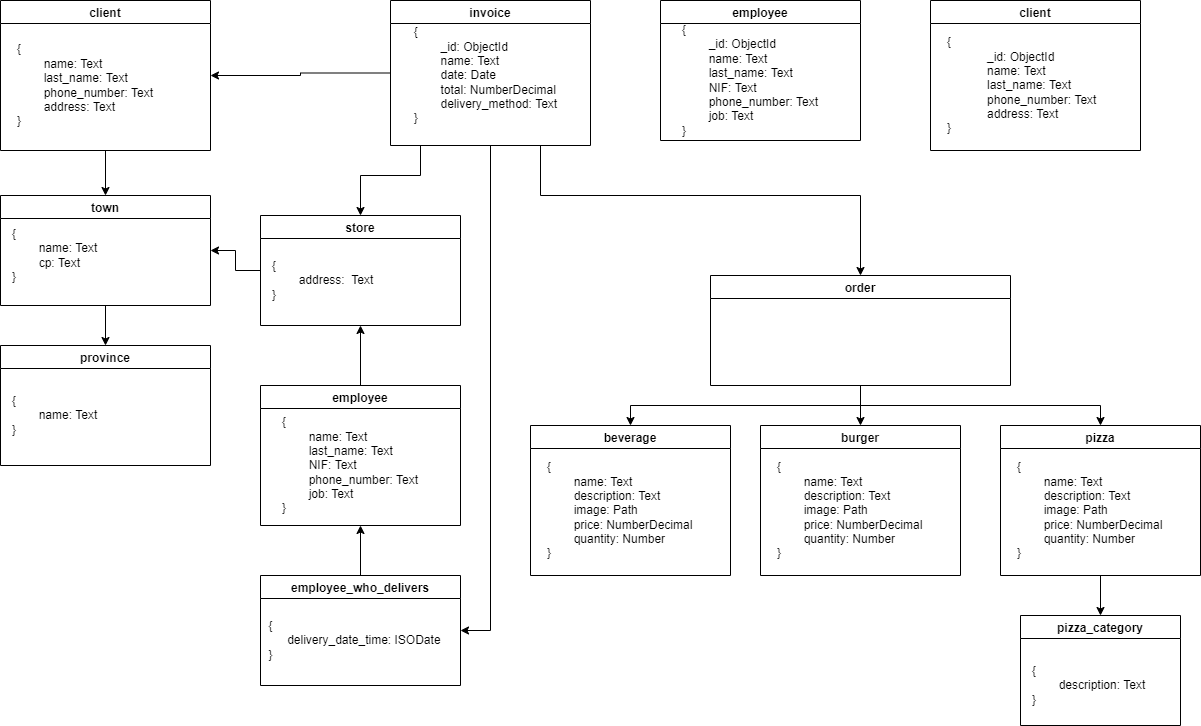 client
{
name: Text
last_name: Text
phone_number: Text
address: Text
}
invoice
{
_id: ObjectId
name: Text
date: Date
total: NumberDecimal
delivery_method: Text
}
employee
{
_id: ObjectId
name: Text
last_name: Text
NIF: Text
phone_number: Text
job: Text
}
client
{
_id: ObjectId
name: Text
last_name: Text
phone_number: Text
address: Text
}
town
{
name: Text
cp: Text
}
store
{
address:  Text
}
order
province
{
name: Text
}
employee
{
name: Text
last_name: Text
NIF: Text
phone_number: Text
job: Text
}
beverage
{
name: Text
description: Text
image: Path
price: NumberDecimal
quantity: Number
}
burger
{
name: Text
description: Text
image: Path
price: NumberDecimal
quantity: Number
}
pizza
{
name: Text
description: Text
image: Path
price: NumberDecimal
quantity: Number
}
employee_who_delivers
{
delivery_date_time: ISODate
}
pizza_category
{
description: Text
}